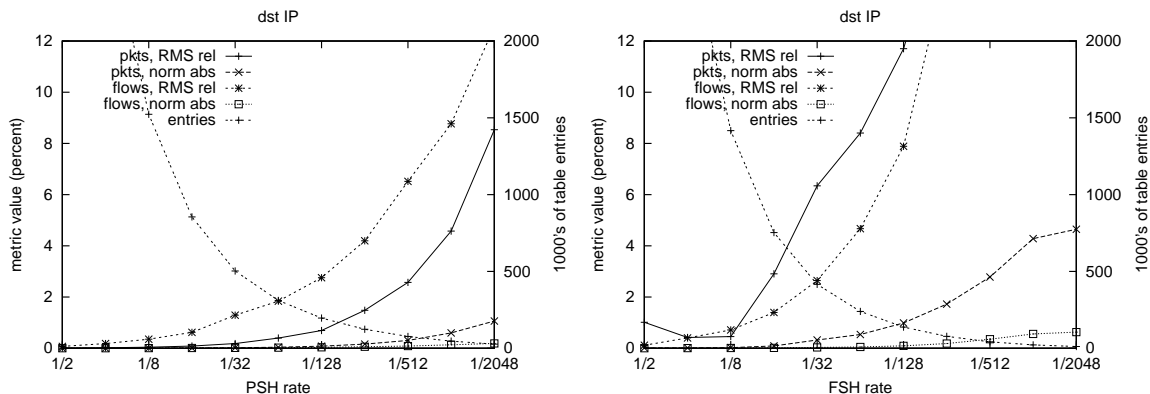 dst IP
12
10
8
6
4
2
0
metric value (percent)
pkts, RMS rel
pkts, norm abs
flows, RMS rel
flows, norm abs
entries
2000
1500
1000
500
0
1000's of table entries
1/2 1/8 1/32 1/128 1/512 1/2048
PSH rate
dst IP
12
10
8
6
4
2
0
metric value (percent)
pkts, RMS rel
pkts, norm abs
flows, RMS rel
flows, norm abs
entries
2000
1500
1000
500
0
1000's of table entries
1/2 1/8 1/32 1/128 1/512 1/2048
FSH rate